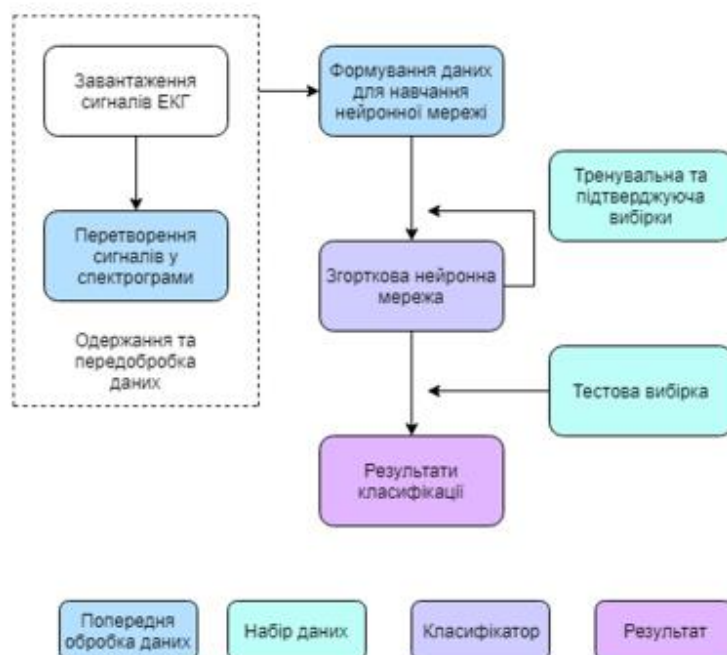 Завантаження
сигналів ЕКГ
Формування даних
для навчання
нейронної мережі
Тренувальна та
підтверджуюча
вибірки
Перетворення
сигналів у
спектрограми
Згорткова нейронна
мережа
Одержання та
передобробка
даних
Тестова вибірка
Результати
класифікації
Попередня
обробка даних
Набір даних
Класифікатор
Результат